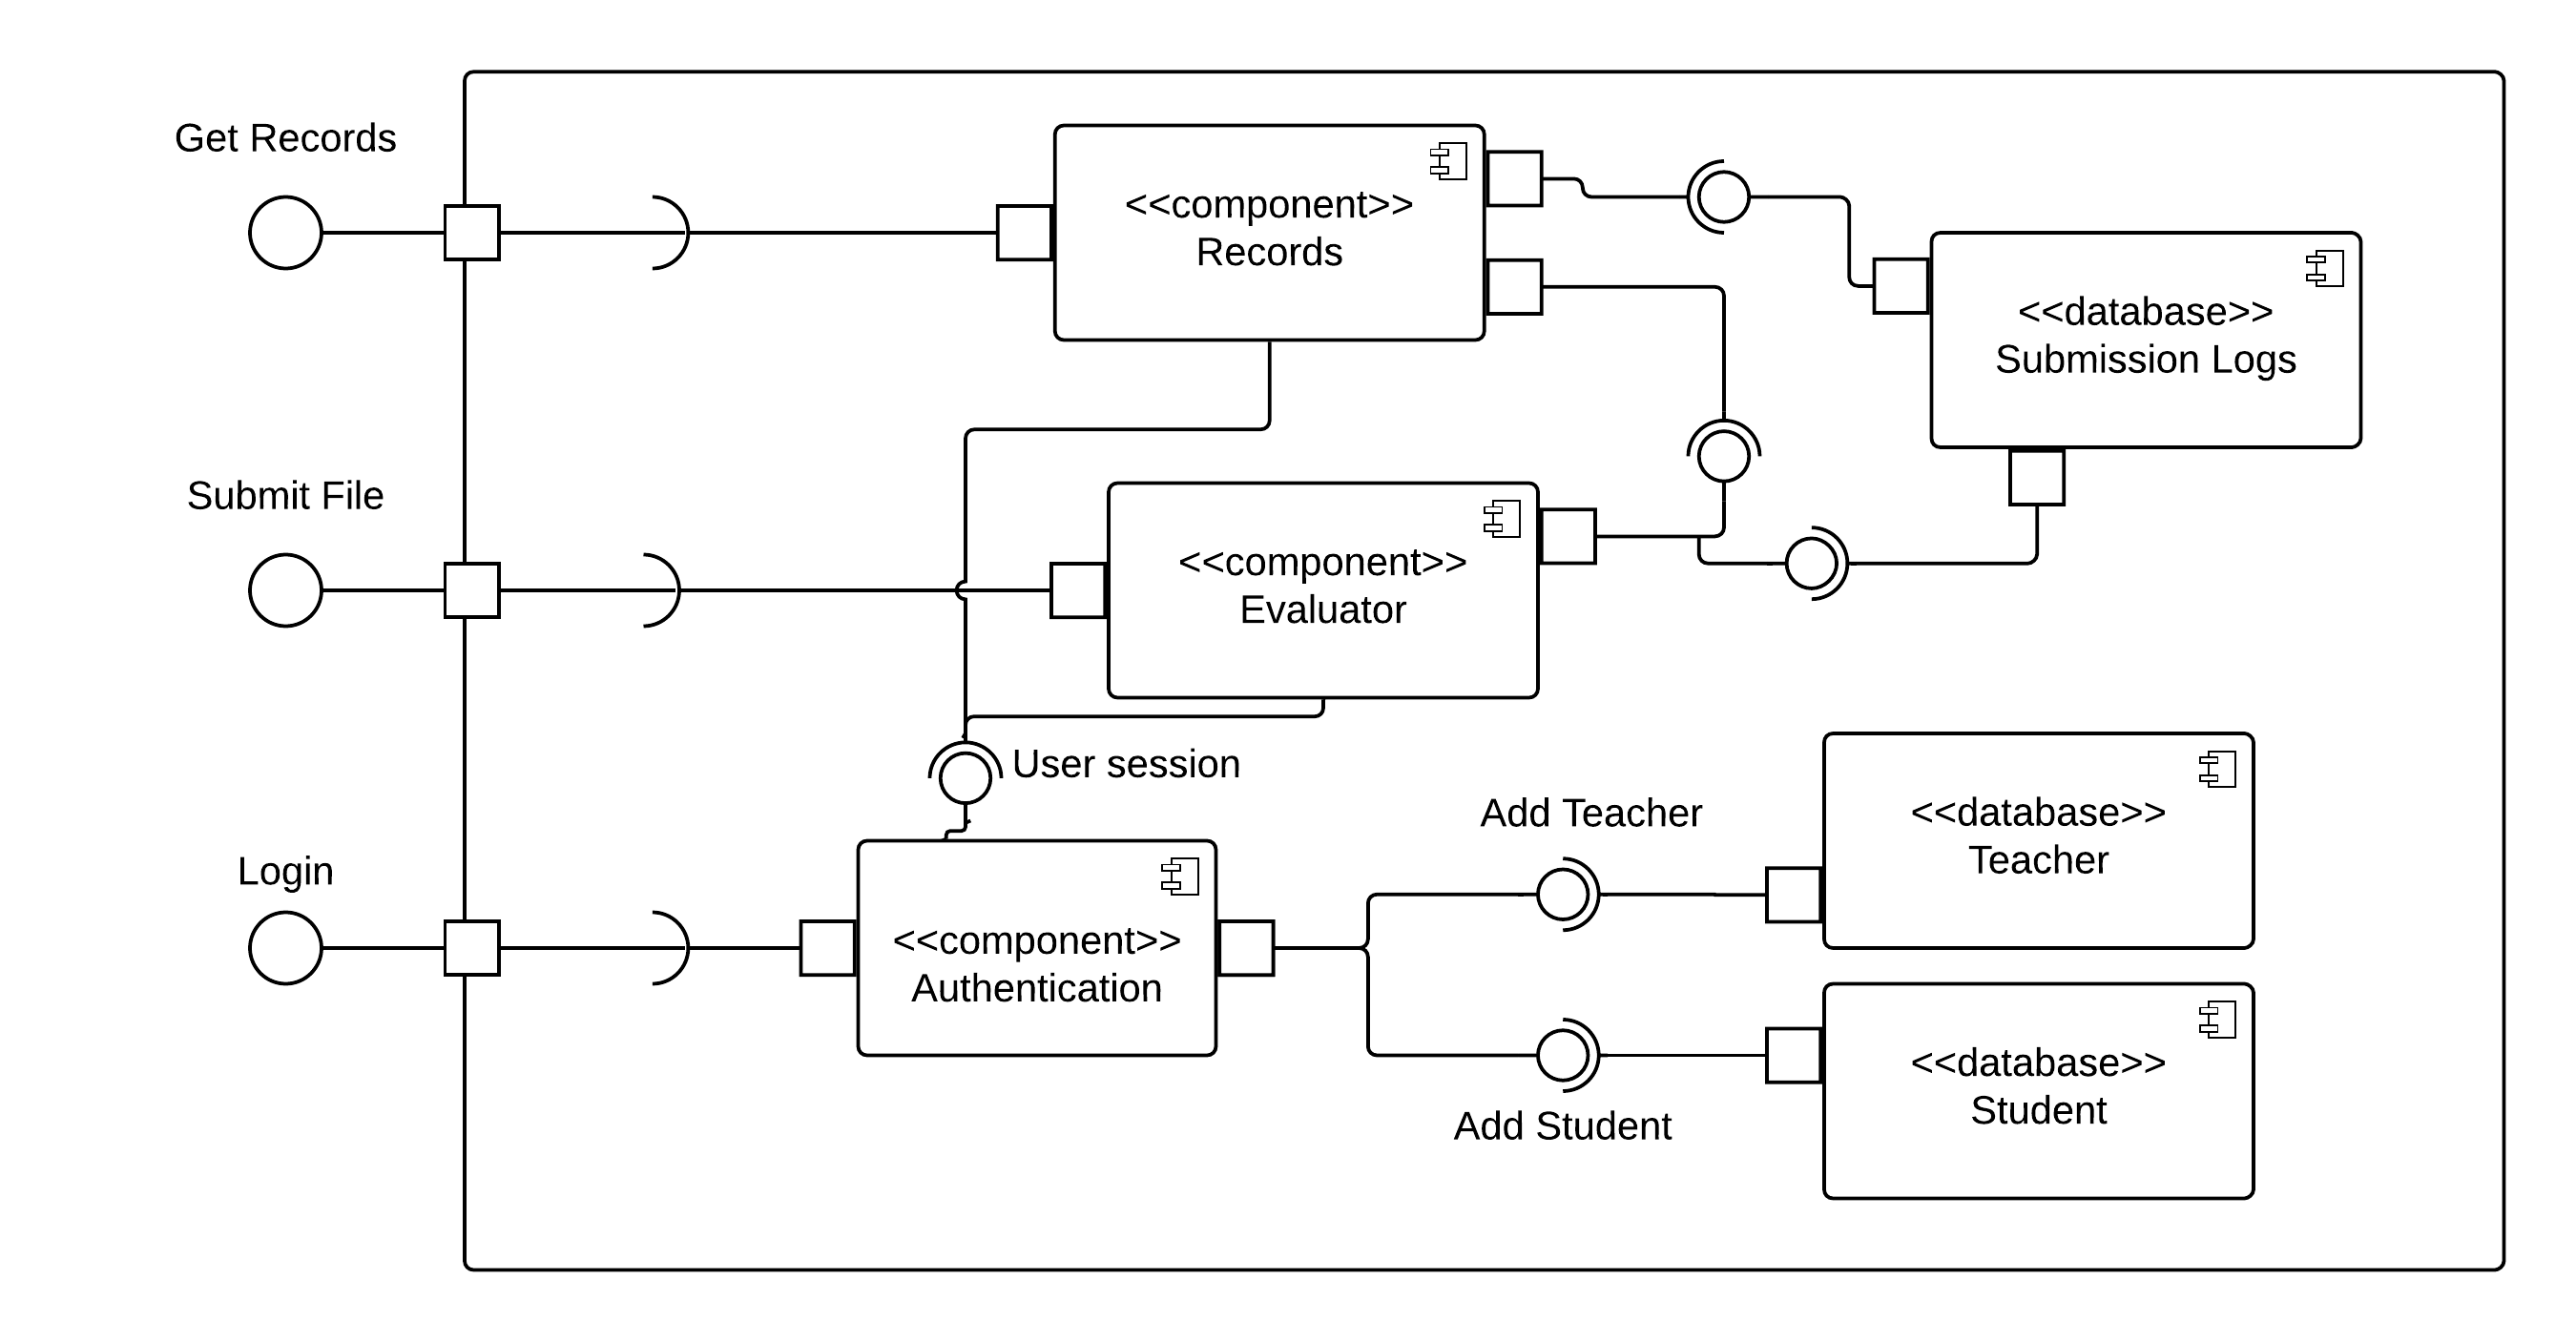 Get Records
<<component>>
Records
<<database>>
Submission Logs
Submit File
<<component>>
Evaluator
User session
Login
<<component>>
Authentication
Add Teacher
<<database>>
Teacher
Add Student
<<database>>
Student